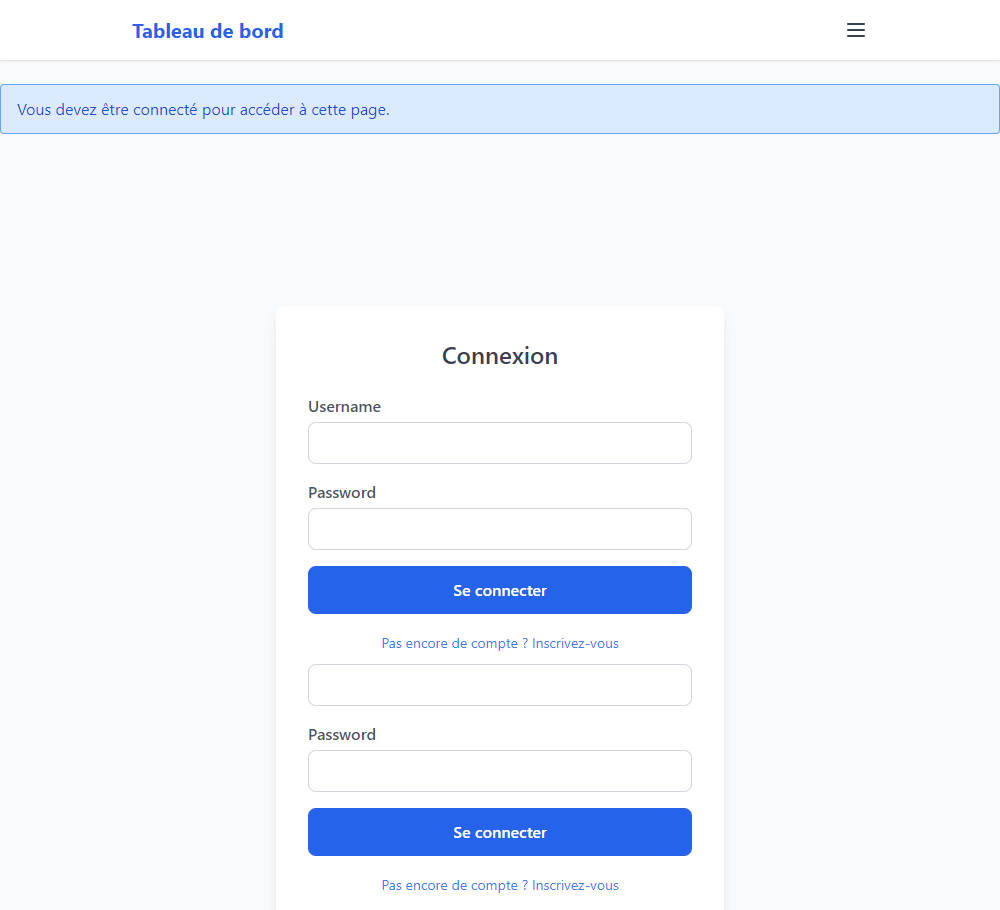 Tableau de bord
Vous devez être connecté pour accéder à cette page.
Connexion
Username
Password
Se connecter
Pas encore de compte ? Inscrivez-vous
Password
Se connecter
Pas encore de compte ? Inscrivez-vous